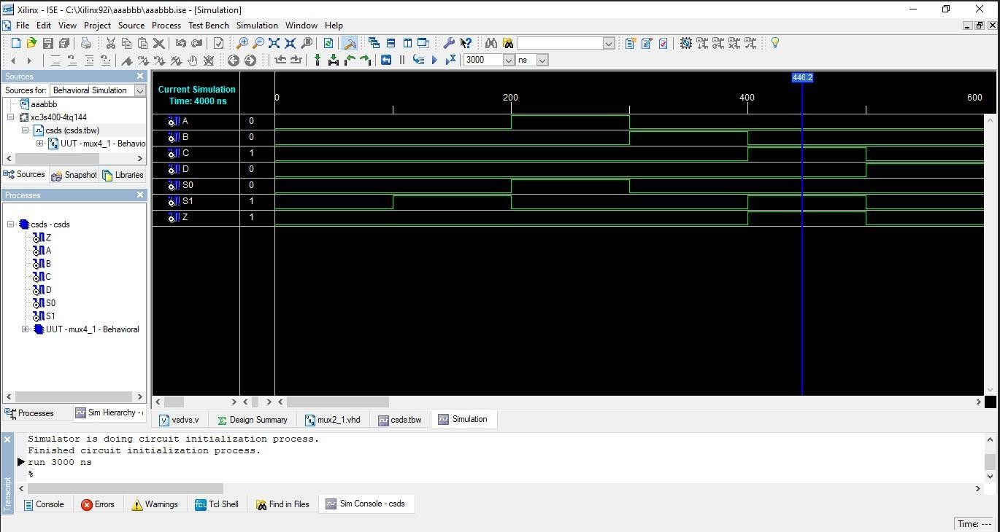 Xilinx - ISE - C:\Xilinx92i\aaabbb\aaabbb.ise - [Simulation]
File Edit View Project Source Process Test Bench Simulation Window Help
3000 ns
Sources
Sources for: Behavioral Simulation
aaabbb
xc3s400-4tq144
csds (csds.tbw)
UUT - mux4_1 - Behavio
Sources Snapshot Libraries
Processes
csds - csds
Z
A
B
C
D
S0
S1
UUT - mux4_1 - Behavioral
Processes Sim Hierarchy -
446.2
Current Simulation
Time: 4000 ns
0 200 400 600
A 0
B 0
C 1
D 0
S0 0
S1 1
Z 1
vsdvs.v Design Summary mux2_1.vhd csds.tbw Simulation
Simulator is doing circuit initialization process.
Finished circuit initialization process.
run 3000 ns
%
Transcript
Console Errors Warnings Tcl Shell Find in Files Sim Console - csds
Time: ---